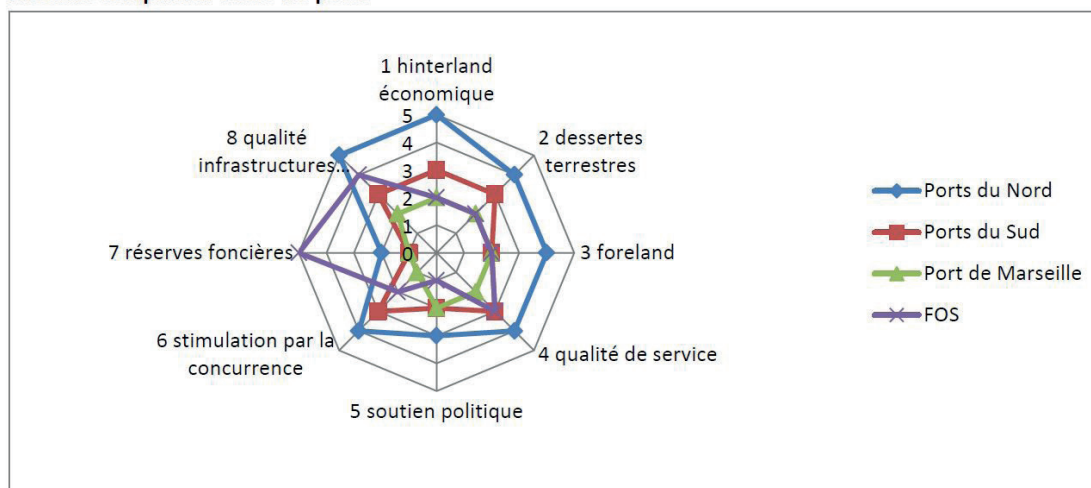 1 hinterland
économique
2 dessertes
terrestres
3 foreland
4 qualité de service
5 soutien politique
6 stimulation par la
concurrence
7 réserves foncières
8 qualité
infrastructures...
5
4
3
2
1
0
Ports du Nord
Ports du Sud
Port de Marseille
FOS